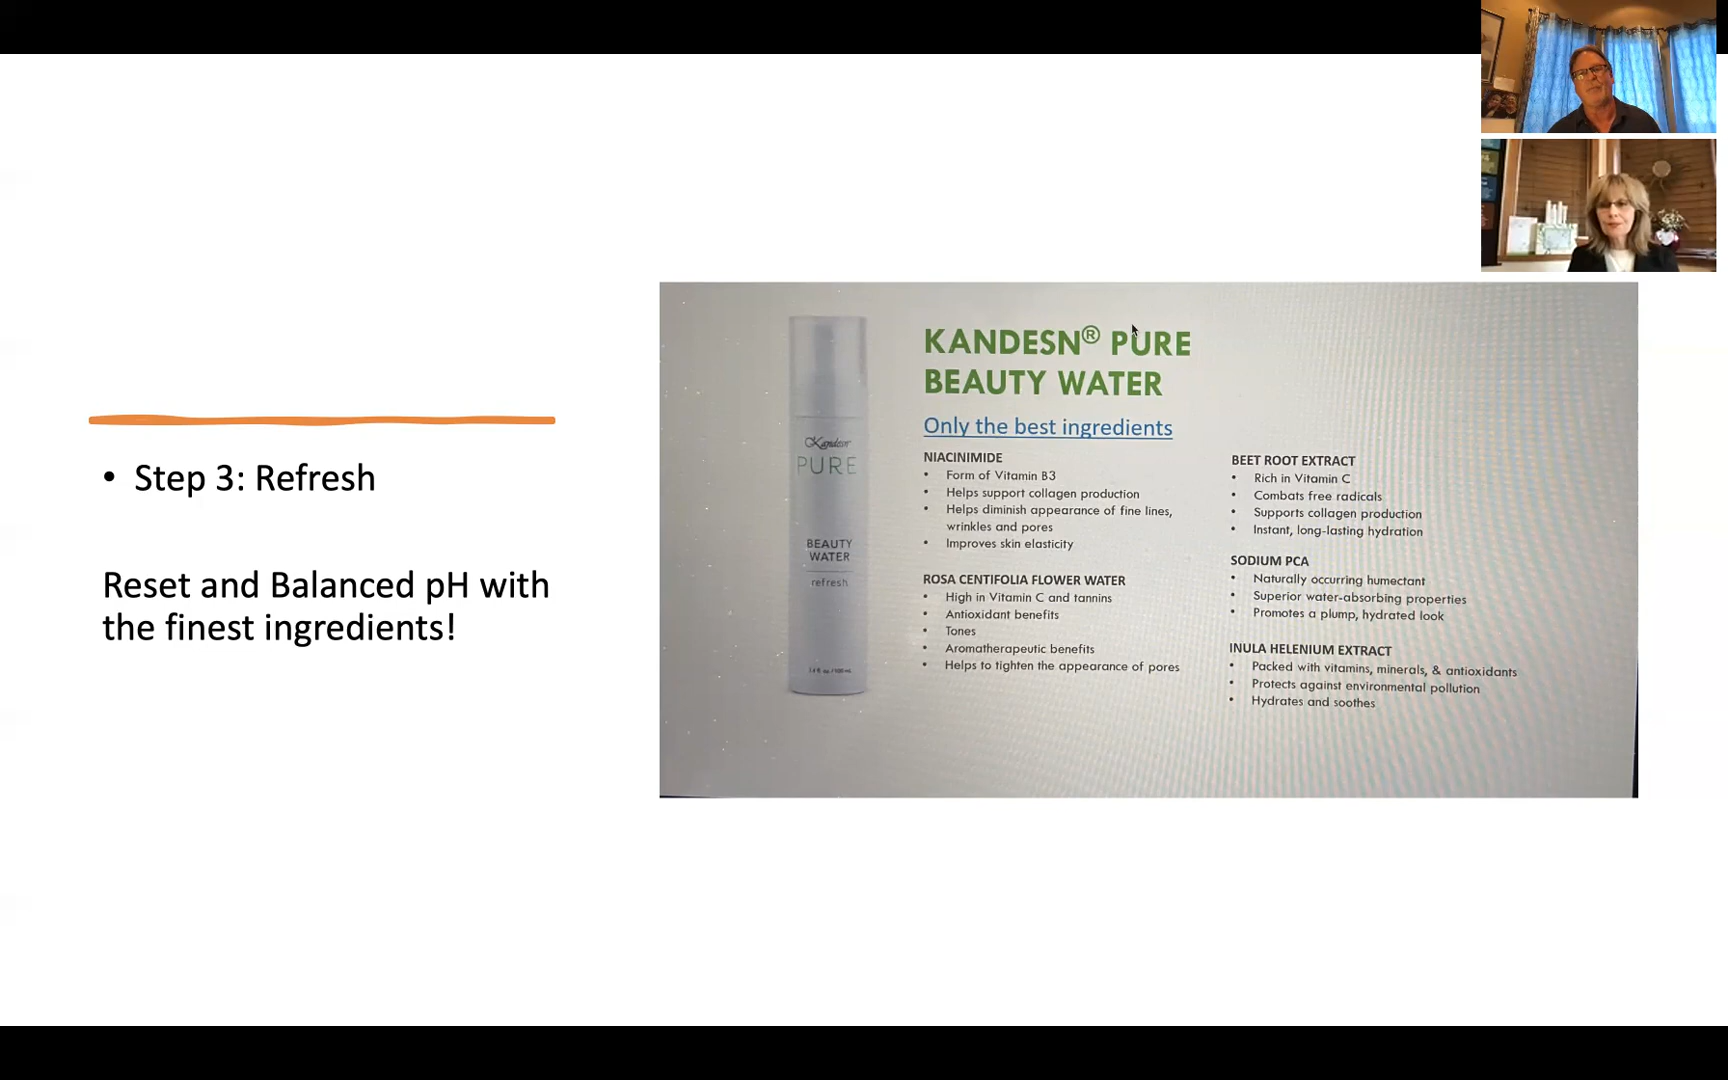 • Step 3: Refresh
Reset and Balanced pH with
the finest ingredients!
Kandesn
PURE
BEAUTY
WATER
refresh
3.4 fl. oz./100mL
KANDESN® PURE
BEAUTY WATER
Only the best ingredients
NIACINIMIDE
• Form of Vitamin B3
• Helps support collagen production
• Helps diminish appearance of fine lines,
wrinkles and pores
• Improves skin elasticity
ROSA CENTIFOLIA FLOWER WATER
• High in Vitamin C and tannins
• Antioxidant benefits
• Tones
• Aromatherapeutic benefits
• Helps to tighten the appearance of pores
BEET ROOT EXTRACT
• Rich in Vitamin C
• Combats free radicals
• Supports collagen production
• Instant, long-lasting hydration
SODIUM PCA
• Naturally occurring humectant
• Superior water-absorbing properties
• Promotes a plump, hydrated look
INULA HELENIUM EXTRACT
• Packed with vitamins, minerals, & antioxidants
• Protects against environmental pollution
• Hydrates and soothes